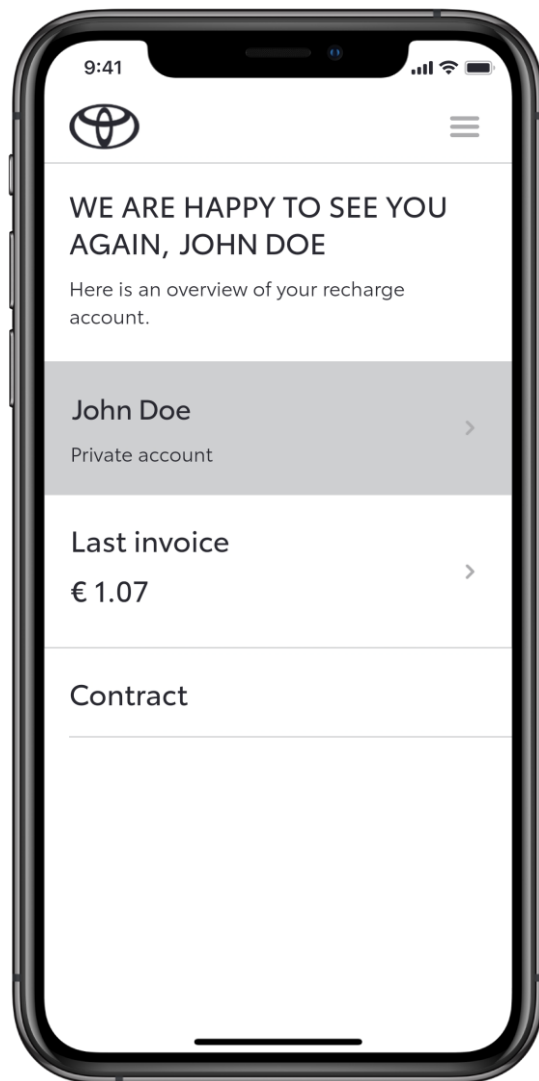 9:41
WE ARE HAPPY TO SEE YOU
AGAIN, JOHN DOE
Here is an overview of your recharge
account.
John Doe
Private account
Last invoice
€ 1.07
Contract